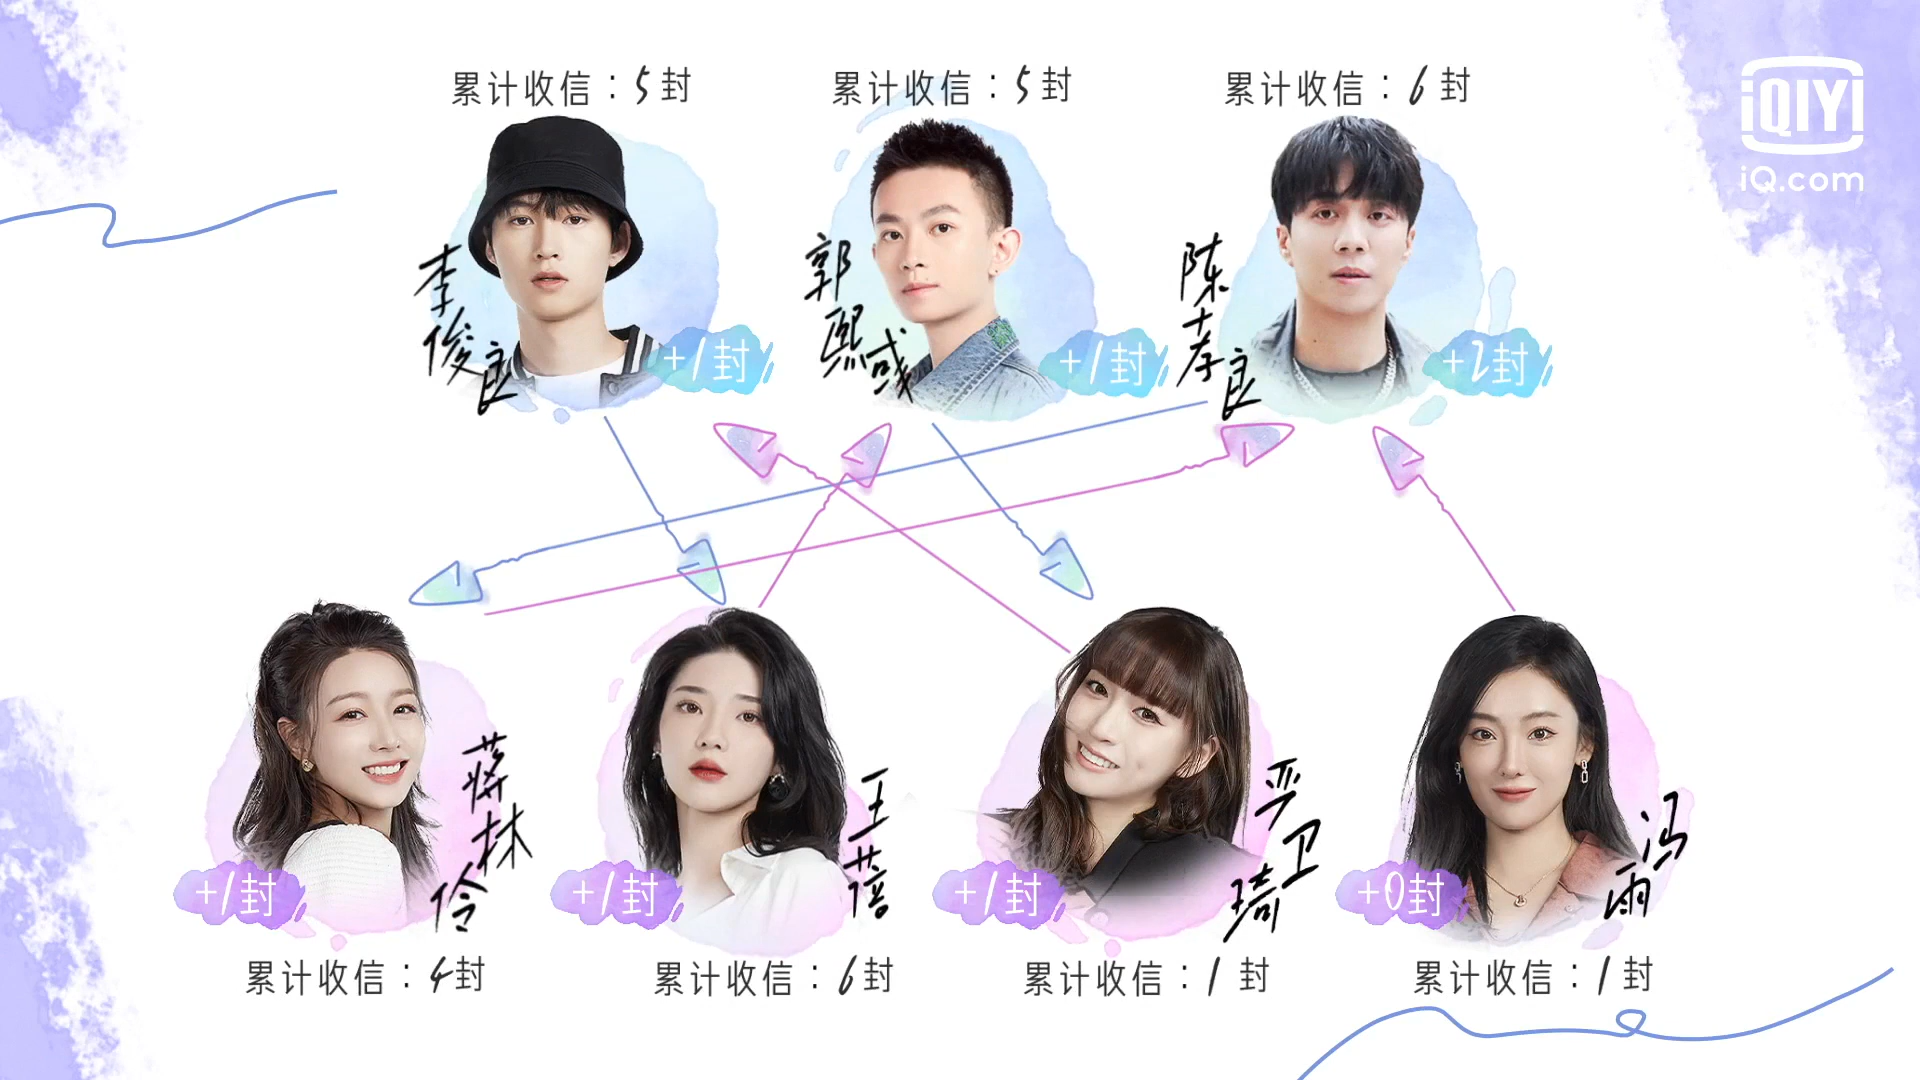 累计收信：5封
累计收信：5封
累计收信：6封
iQIYI
iQ.com
李俊良
+1封
郭熙彧
+1封
陈孝良
+2封
蒋林伶
+1封
王蓓
+1封
严卫琦
+1封
冯雨
+0封
累计收信：4封
累计收信：6封
累计收信：1封
累计收信：1封